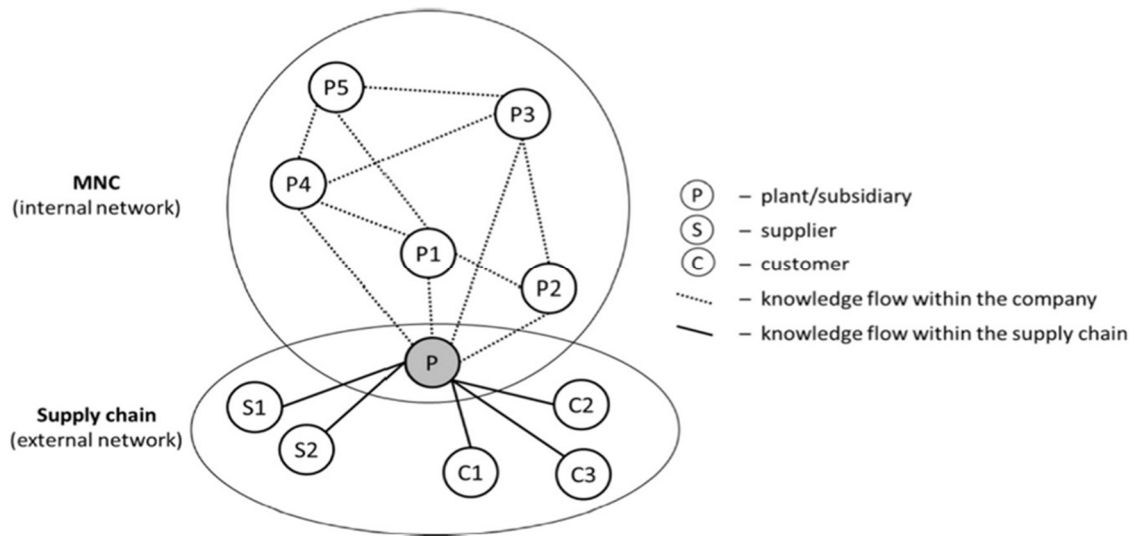 P5
P3
P4
P1
P2
P
S1
S2
C1
C2
C3
MNC
(internal network)
Supply chain
(external network)
P – plant/subsidiary
S – supplier
C – customer
– knowledge flow within the company
– knowledge flow within the supply chain